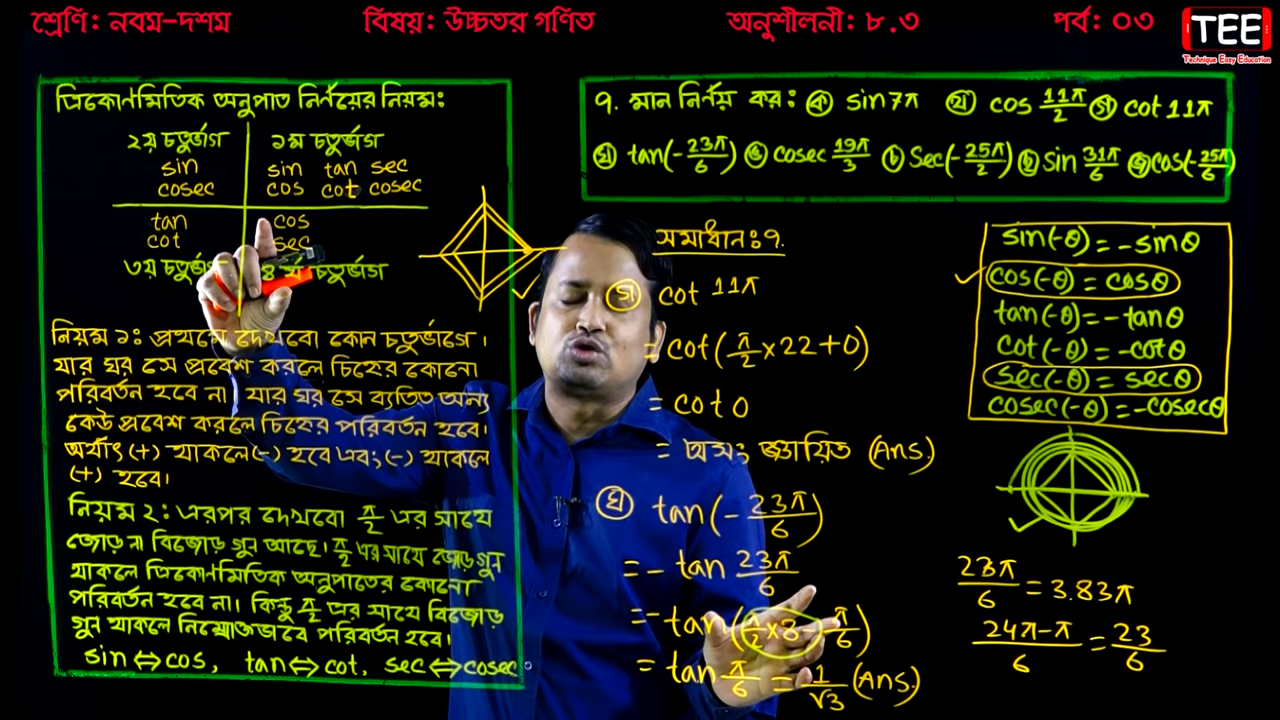 শ্রেণি: নবম-দশম বিষয়: উচ্চতর গণিত অনুশীলনী: ৮.৩ পর্ব: ০৩
TEE
Technique Easy Education
ত্রিকোণমিতিক অনুপাত নির্ণয়ের নিয়ম:
২য় চতুর্ভাগ ১ম চতুর্ভাগ
sin sin tan sec
cosec cos cot cosec
tan cos
cot sec
৩য় চতুর্ভাগ ৪র্থ চতুর্ভাগ
নিয়ম ১: প্রথমে দেখবো কোন চতুর্ভাগে।
যার ঘর সে প্রবেশ করলে চিহ্নের কোনো
পরিবর্তন হবে না। যার ঘর সে ব্যতিত অন্য
কেউ প্রবেশ করলে চিহ্নের পরিবর্তন হবে।
অর্থাৎ (+) থাকলে (-) হবে এবং (-) থাকলে
(+) হবে।
নিয়ম ২: এরপর দেখবো π/2 এর সাথে
জোড় না বিজোড় গুন আছে। π/2 এর সাথে জোড় গুন
থাকলে ত্রিকোণমিতিক অনুপাতের কোনো
পরিবর্তন হবে না। কিন্তু π/2 এর সাথে বিজোড়
গুন থাকলে নিম্মোক্তভাবে পরিবর্তন হবে।
sin⇔cos, tan⇔cot, sec⇔cosec
৭. মান নির্ণয় কর: ক sin 7π খ cos 11π/2 গ cot 11π
ঘ tan(-23π/6) ঙ cosec 19π/3 চ sec(-25π/2) ছ sin 31π/6 জ cos(-25π/6)
সমাধান: ৭.
গ cot 11π
= cot(π/2×22+0)
= cot 0
= অসংজ্ঞায়িত (Ans)
ঘ tan(-23π/6)
= - tan 23π/6
= - tan(π/2×8-π/6)
= tan π/6 = 1/√3 (Ans.)
sin(-θ) = -sinθ
cos(-θ) = cosθ
tan(-θ) = -tanθ
cot(-θ) = -cotθ
sec(-θ) = secθ
cosec(-θ) = -cosecθ
23π/6 = 3.83π
24π-π/6 = 23/6